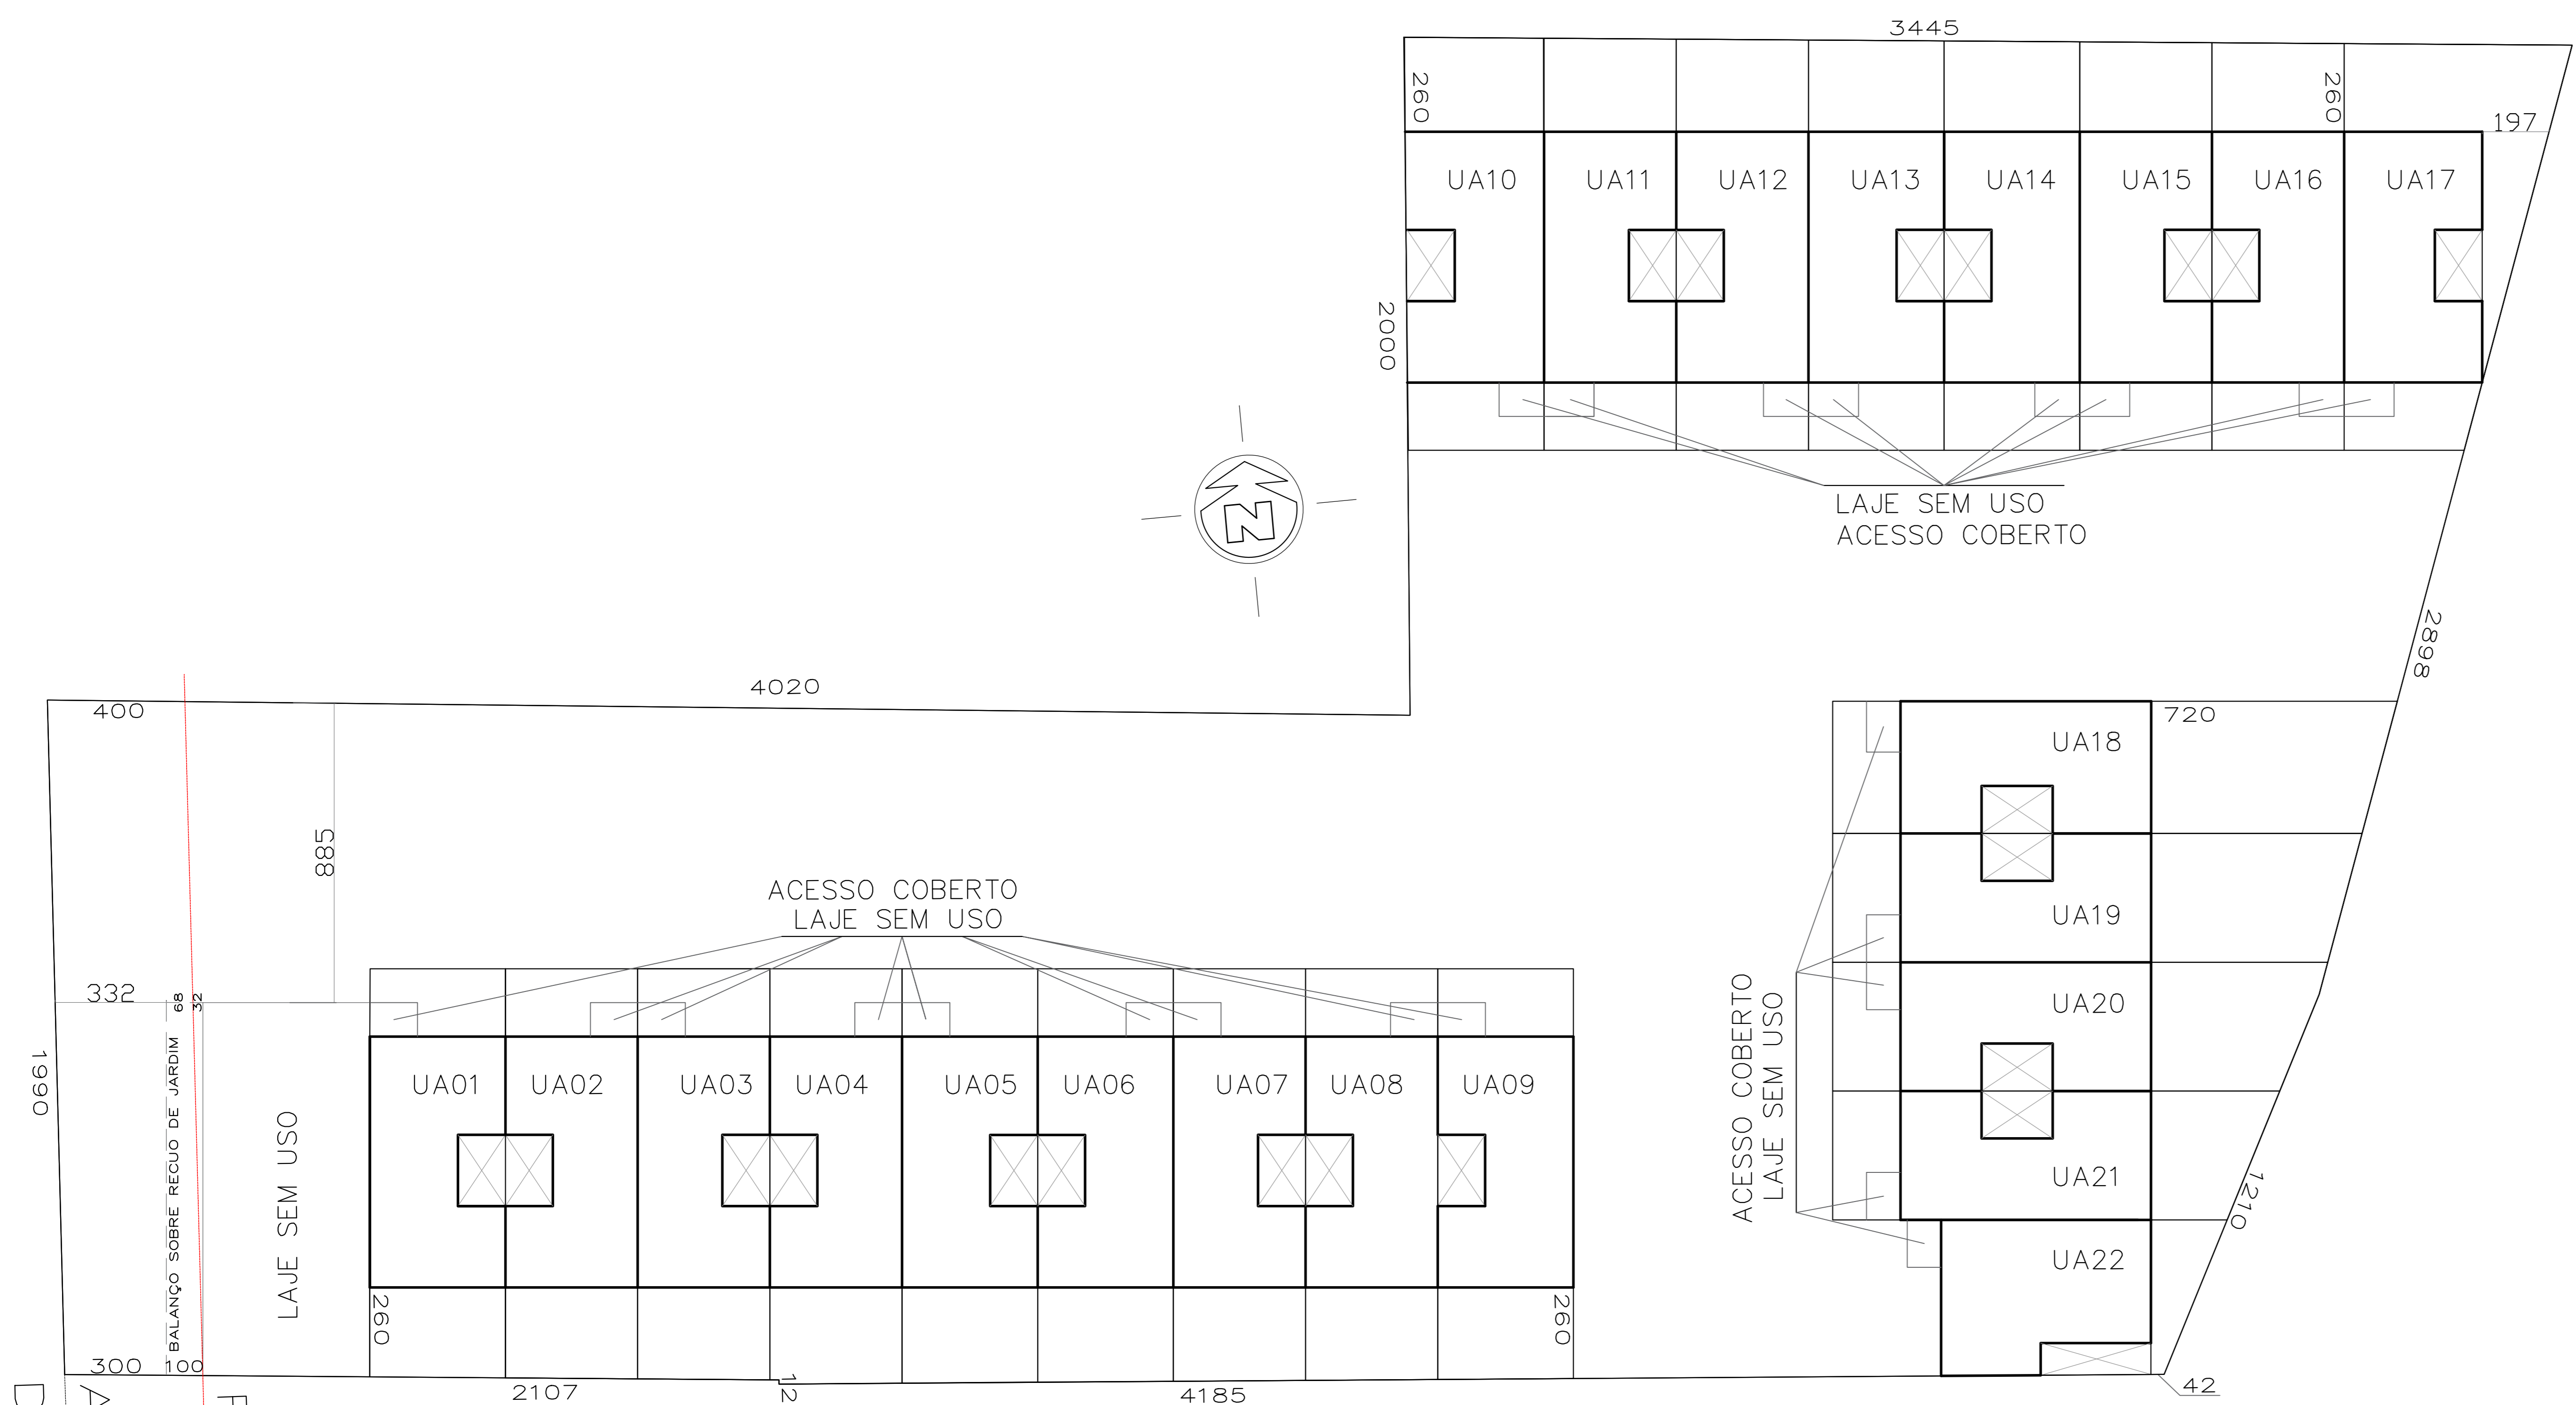 3445
260
260
197
UA10
UA11
UA12
UA13
UA14
UA15
UA16
UA17
2000
LAJE SEM USO
ACESSO COBERTO
N
2898
4020
400
720
UA18
588
ACESSO COBERTO
LAJE SEM USO
UA19
332
68
32
UA20
ACESSO COBERTO
LAJE SEM USO
1990
BALANÇO SOBRE RECUO DE JARDIM
LAJE SEM USO
UA01
UA02
UA03
UA04
UA05
UA06
UA07
UA08
UA09
UA21
1210
UA22
260
260
300
100
2107
12
4185
42